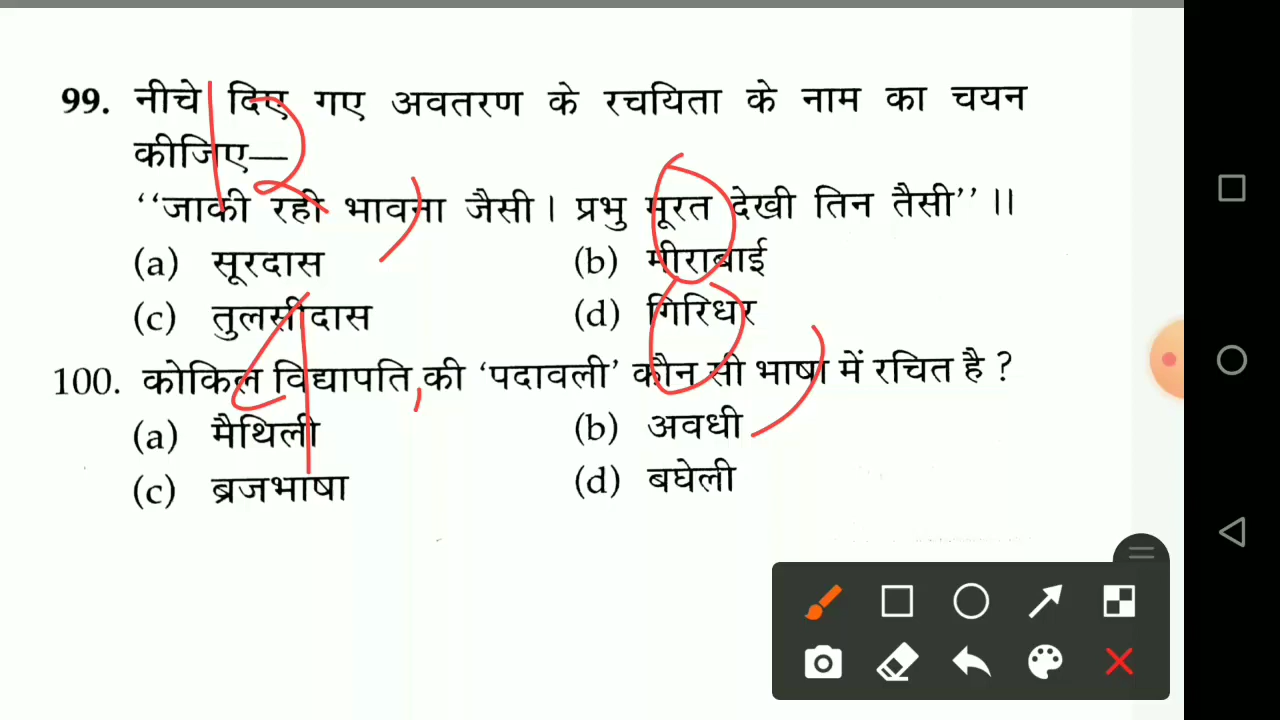 99. नीचे दिए गए अवतरण के रचयिता के नाम का चयन
कीजिए—
‘‘जाकी रही भावना जैसी। प्रभु मूरत देखी तिन तैसी’’।।
(a) सूरदास (b) मीराबाई
(c) तुलसीदास (d) गिरिधर
100. कोकिल विद्यापति की ‘पदावली’ कौन सी भाषा में रचित है ?
(a) मैथिली (b) अवधी
(c) ब्रजभाषा (d) बघेली